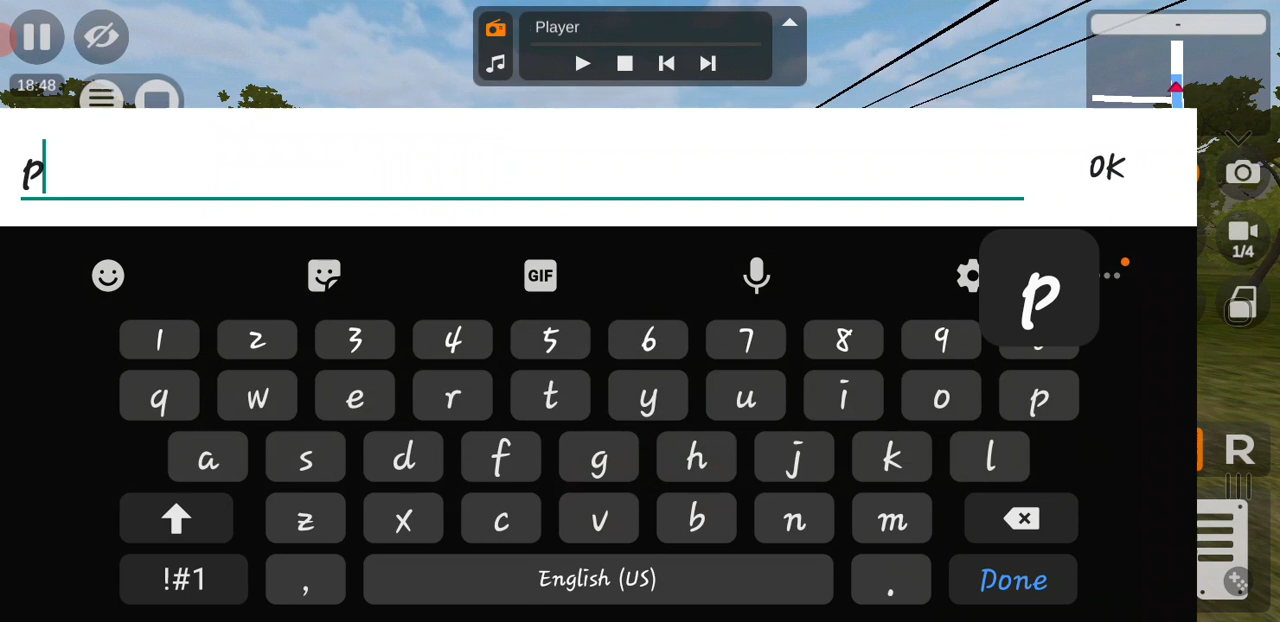 Player
-
18:48
p
OK
GIF
p
1/4
1 2 3 4 5 6 7 8 9
q w e r t y u i o p
a s d f g h j k l
R
z x c v b n m
!#1 , English (US) . Done